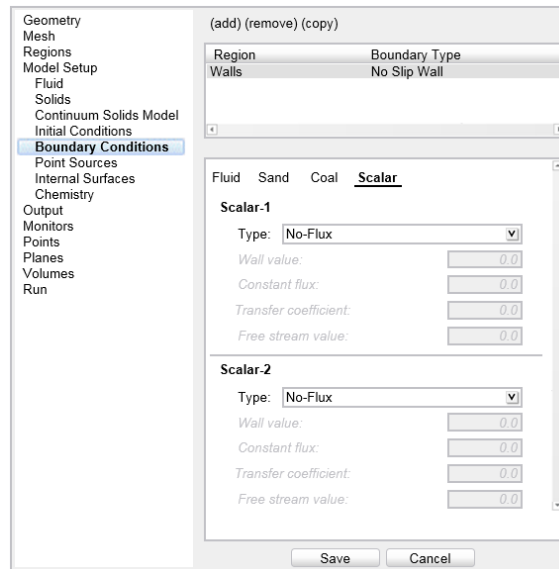 Geometry
Mesh
Regions
Model Setup
Fluid
Solids
Continuum Solids Model
Initial Conditions
Boundary Conditions
Point Sources
Internal Surfaces
Chemistry
Output
Monitors
Points
Planes
Volumes
Run
(add) (remove) (copy)
Region Boundary Type
Walls No Slip Wall
Fluid Sand Coal Scalar
Scalar-1
Type: No-Flux
Wall value: 0.0
Constant flux: 0.0
Transfer coefficient: 0.0
Free stream value: 0.0
Scalar-2
Type: No-Flux
Wall value: 0.0
Constant flux: 0.0
Transfer coefficient: 0.0
Free stream value: 0.0
Save Cancel